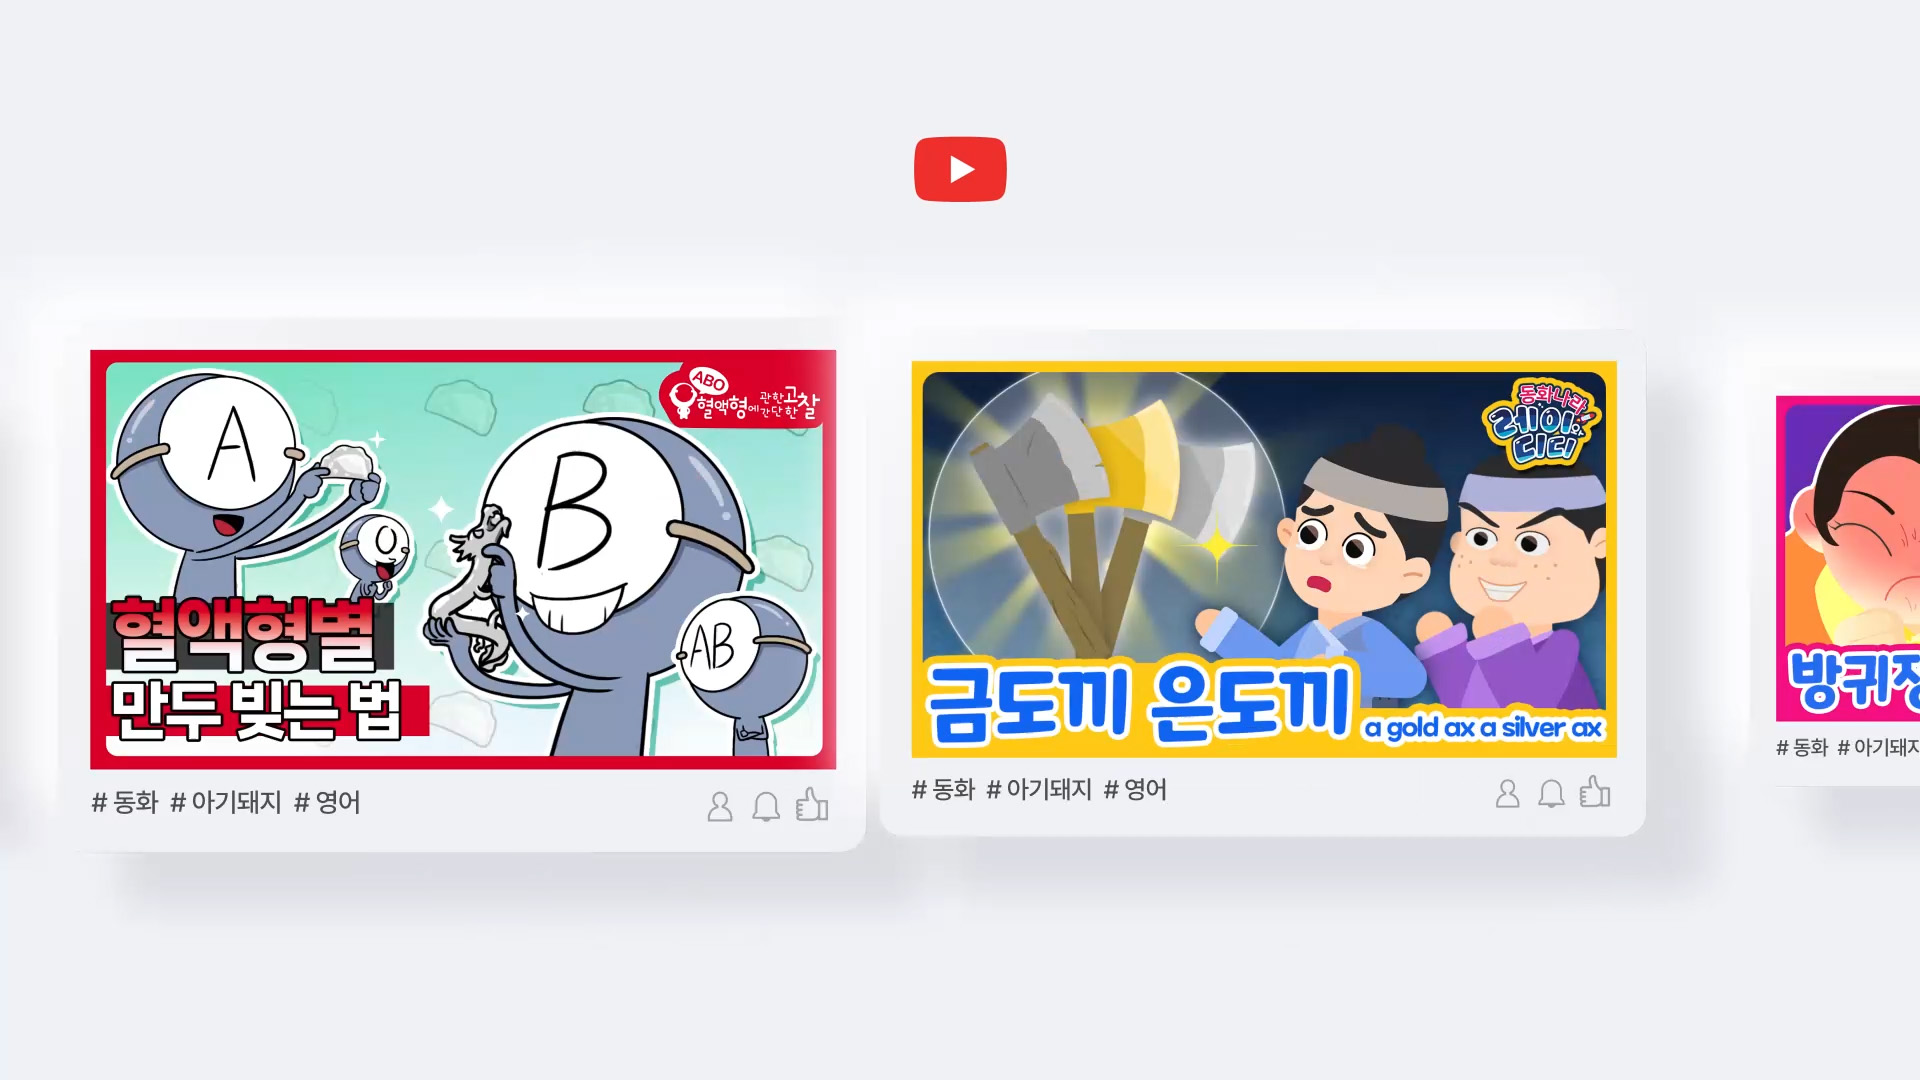 A
ABO
혈액형에 관한 간단한 고찰
B
O
AB
혈액형별
만두 빚는 법
# 동화 # 아기돼지 # 영어
동화나라
레이와
디디
금도끼 은도끼
a gold ax a silver ax
# 동화 # 아기돼지 # 영어
방귀
# 동화 # 아기돼지